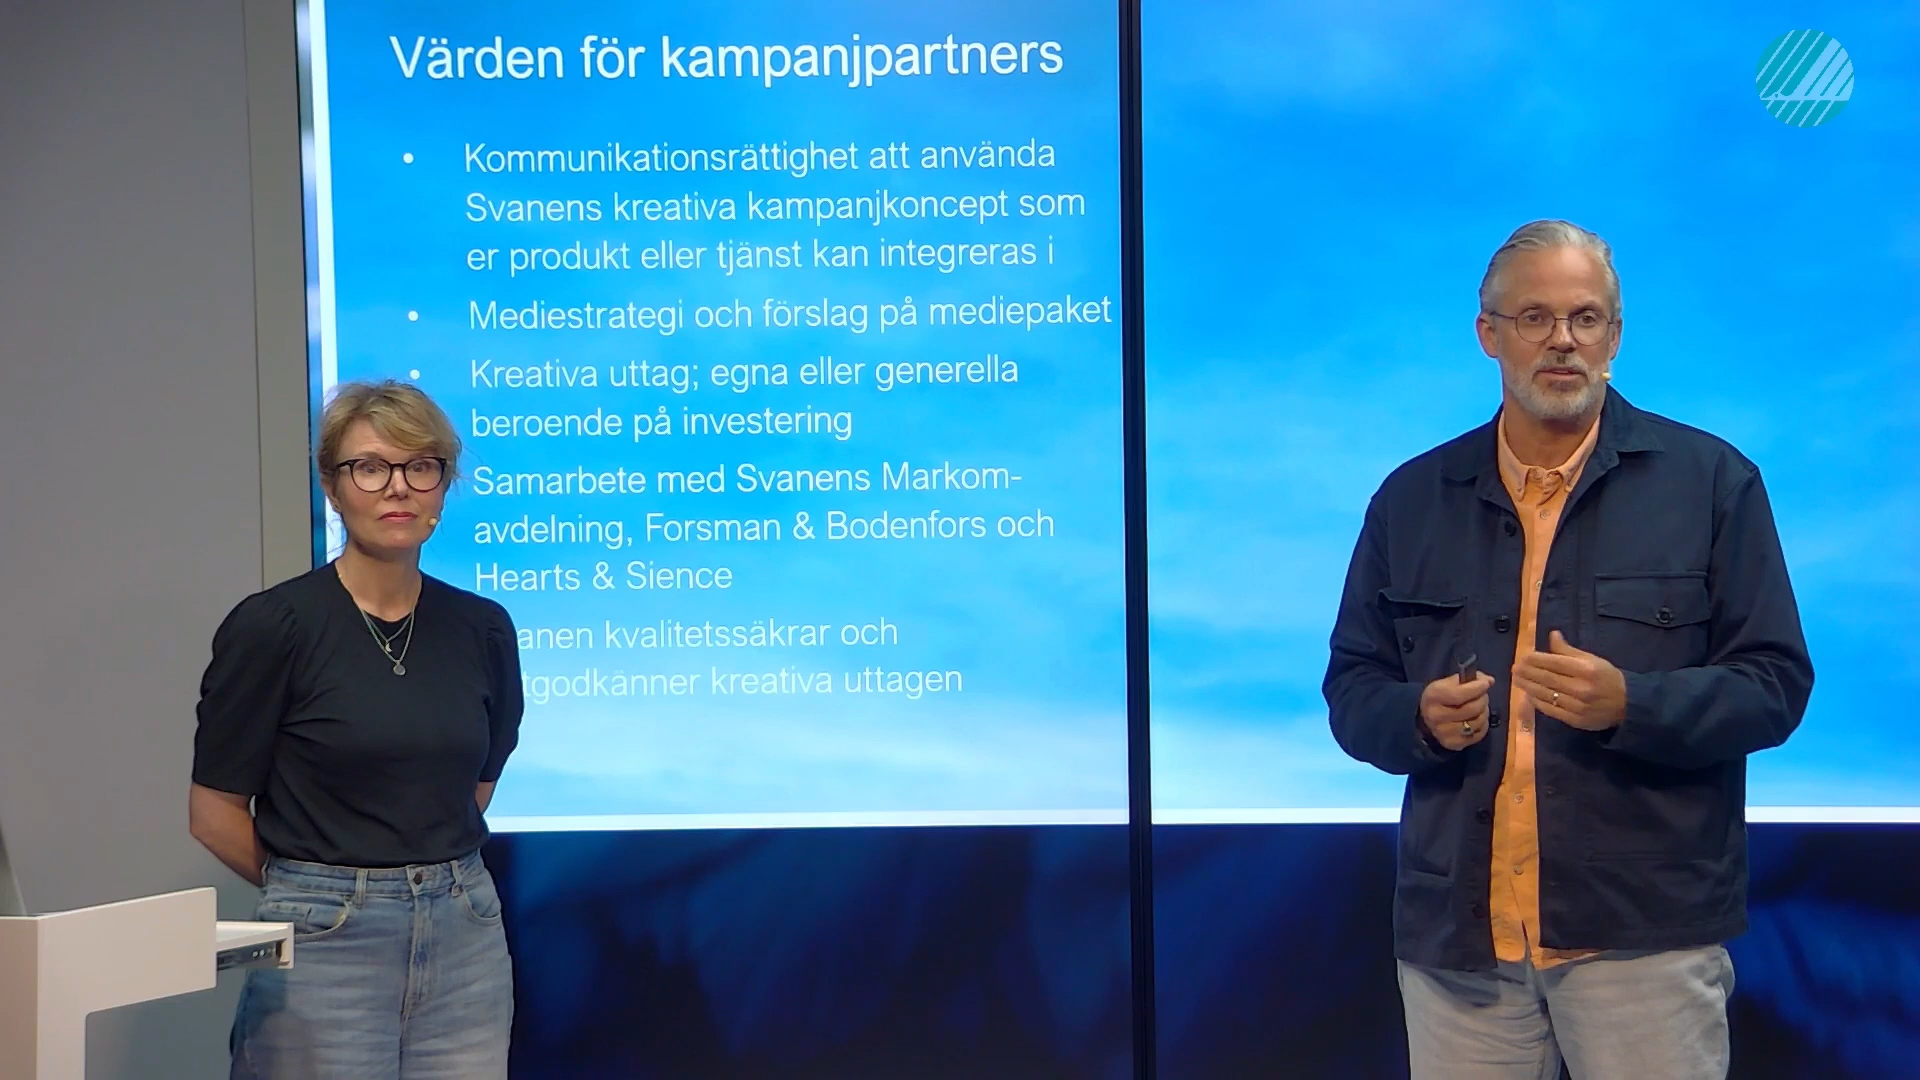 Värden för kampanjpartners
• Kommunikationsrättighet att använda
Svanens kreativa kampanjkoncept som
er produkt eller tjänst kan integreras i
• Mediestrategi och förslag på mediepaket
• Kreativa uttag; egna eller generella
beroende på investering
Samarbete med Svanens Markom-
avdelning, Forsman & Bodenfors och
Hearts & Sience
kvalitetssäkrar och
kreativa uttagen